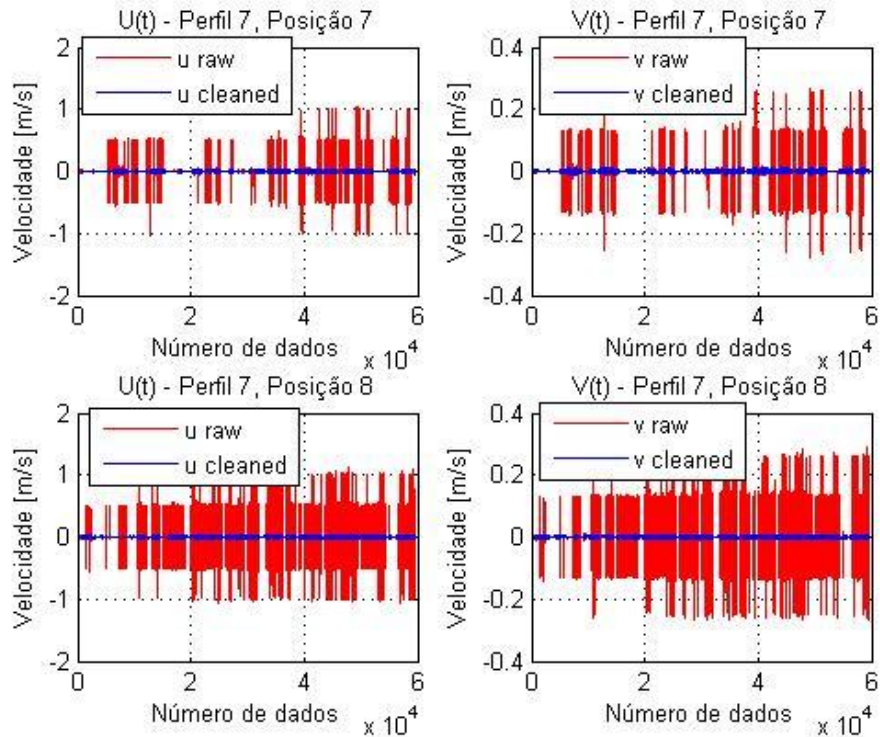 U(t) - Perfil 7, Posição 7
2
1
0
-1
-2
Velocidade [m/s]
u raw
u cleaned
0 2 4 6
x 10^4
Número de dados
V(t) - Perfil 7, Posição 7
0.4
0.2
0
-0.2
-0.4
Velocidade [m/s]
v raw
v cleaned
0 2 4 6
x 10^4
Número de dados
U(t) - Perfil 7, Posição 8
2
1
0
-1
-2
Velocidade [m/s]
u raw
u cleaned
0 2 4 6
x 10^4
Número de dados
V(t) - Perfil 7, Posição 8
0.4
0.2
0
-0.2
-0.4
Velocidade [m/s]
v raw
v cleaned
0 2 4 6
x 10^4
Número de dados